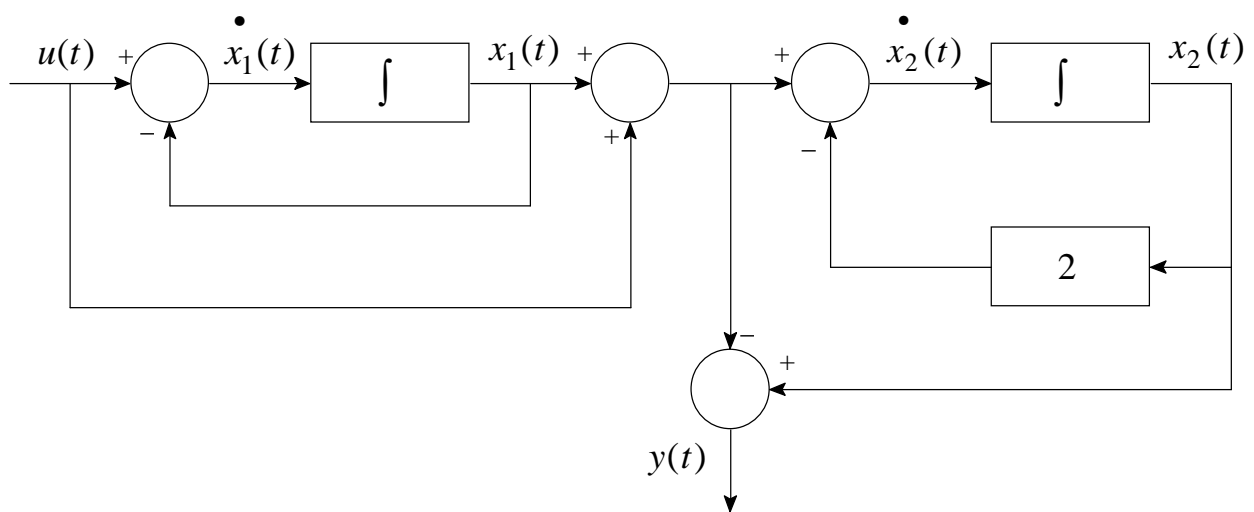 u(t)
+
−
ẋ₁(t)
∫
x₁(t)
+
+
+
−
ẋ₂(t)
∫
x₂(t)
2
−
+
y(t)